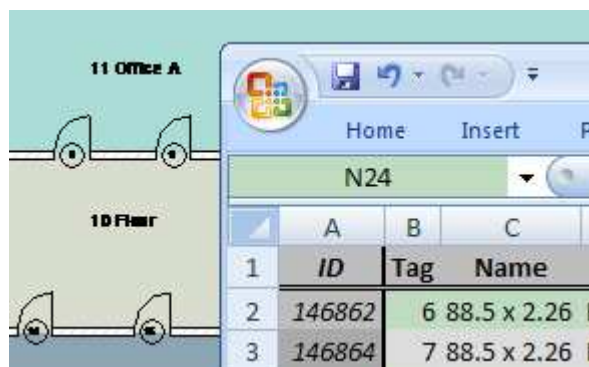 11 Office A
10 Floor
Home Insert
N24
A B C
1 ID Tag Name
2 146862 6 88.5 x 2.26
3 146864 7 88.5 x 2.26